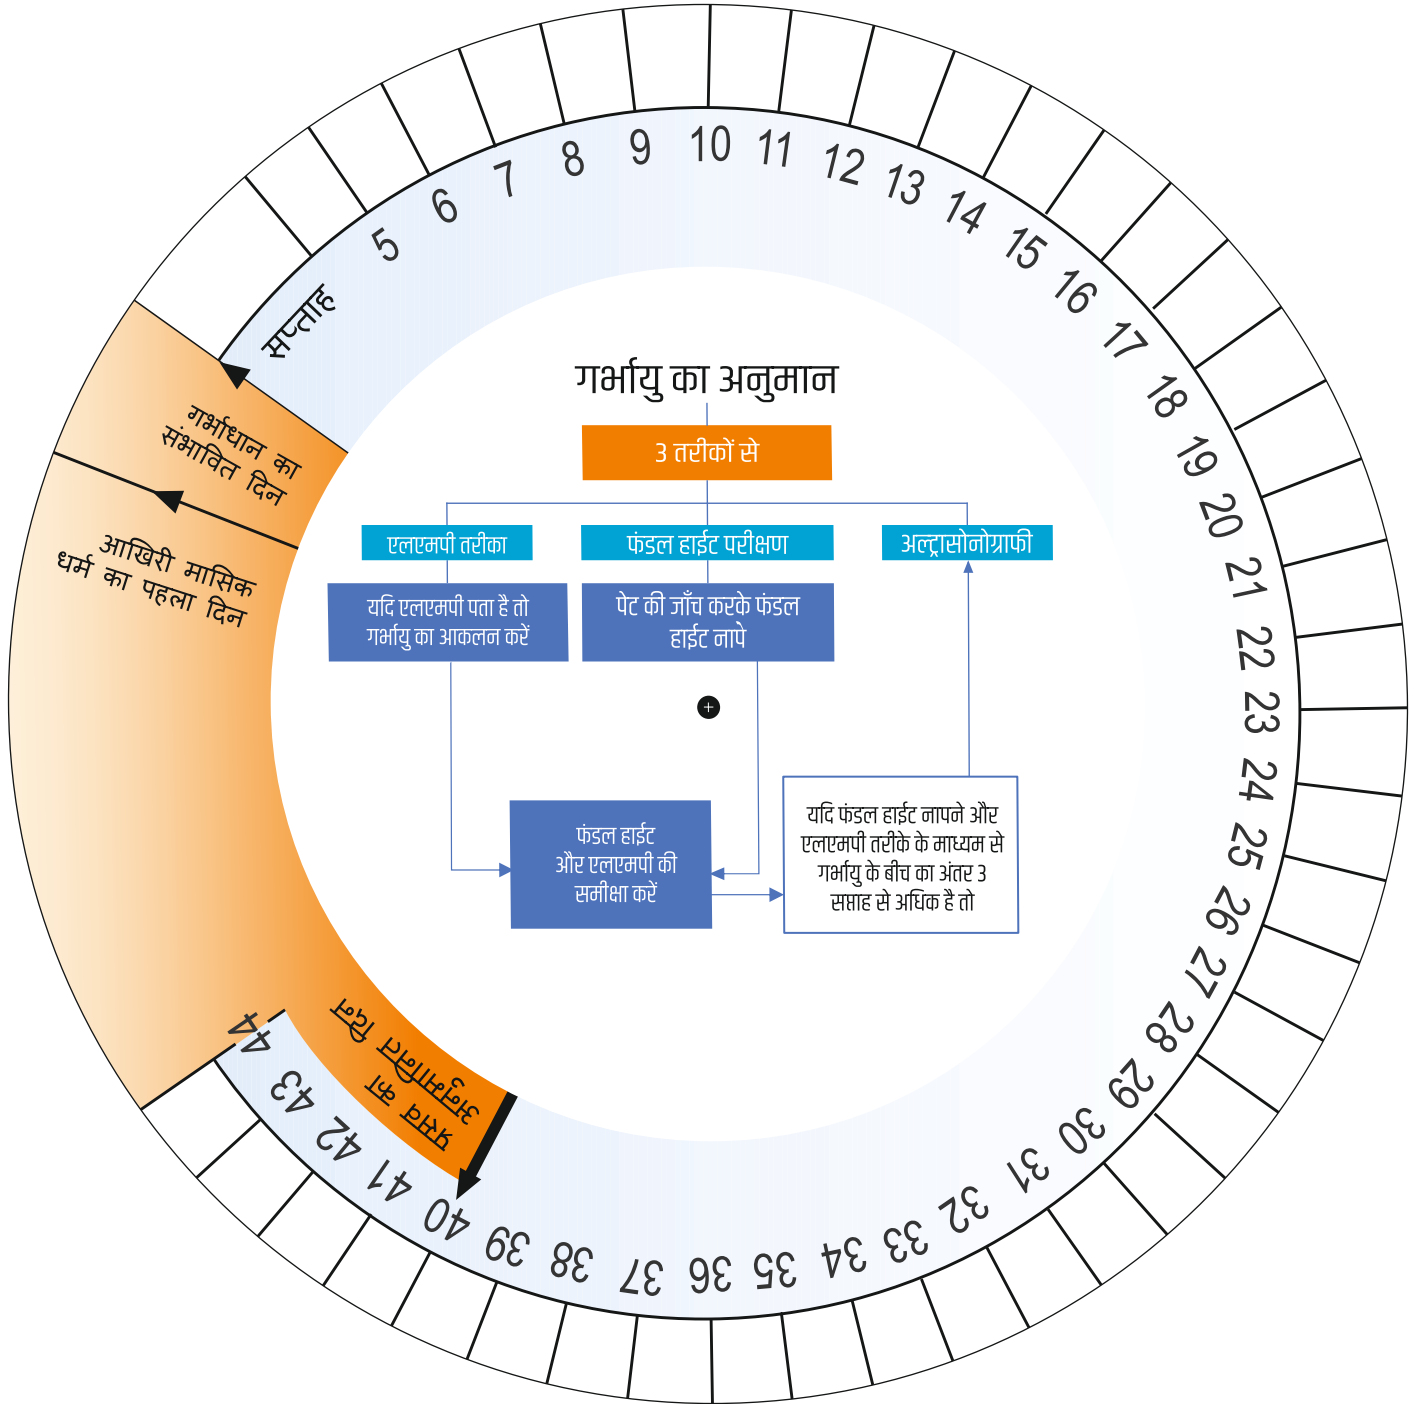 सप्ताह
5
6
7
8
9
10
11
12
13
14
15
16
17
18
19
20
21
22
23
24
25
26
27
28
29
30
31
32
33
34
35
36
37
38
39
40
41
42
43
44
गर्भाधान का
संभावित दिन
आखिरी मासिक
धर्म का पहला दिन
प्रसव का
अनुमानित दिन
गर्भायु का अनुमान
३ तरीकों से
एलएमपी तरीका
फंडल हाईट परीक्षण
अल्ट्रासोनोग्राफी
यदि एलएमपी पता है तो
गर्भायु का आकलन करें
पेट की जाँच करके फंडल
हाईट नापे
फंडल हाईट
और एलएमपी की
समीक्षा करें
यदि फंडल हाईट नापने और
एलएमपी तरीके के माध्यम से
गर्भायु के बीच का अंतर ३
सप्ताह से अधिक है तो